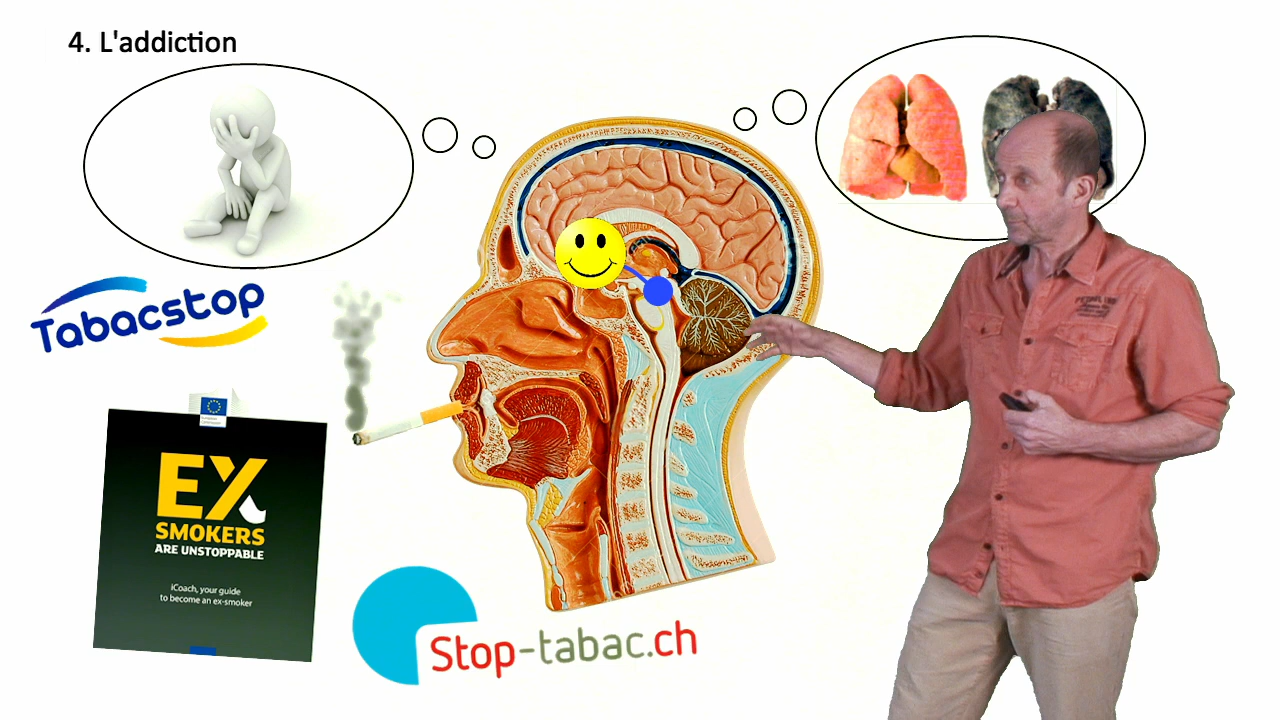 4. L'addiction
Tabacstop
EX
SMOKERS
ARE UNSTOPPABLE
iCoach, your guide
to become an ex-smoker
Stop-tabac.ch